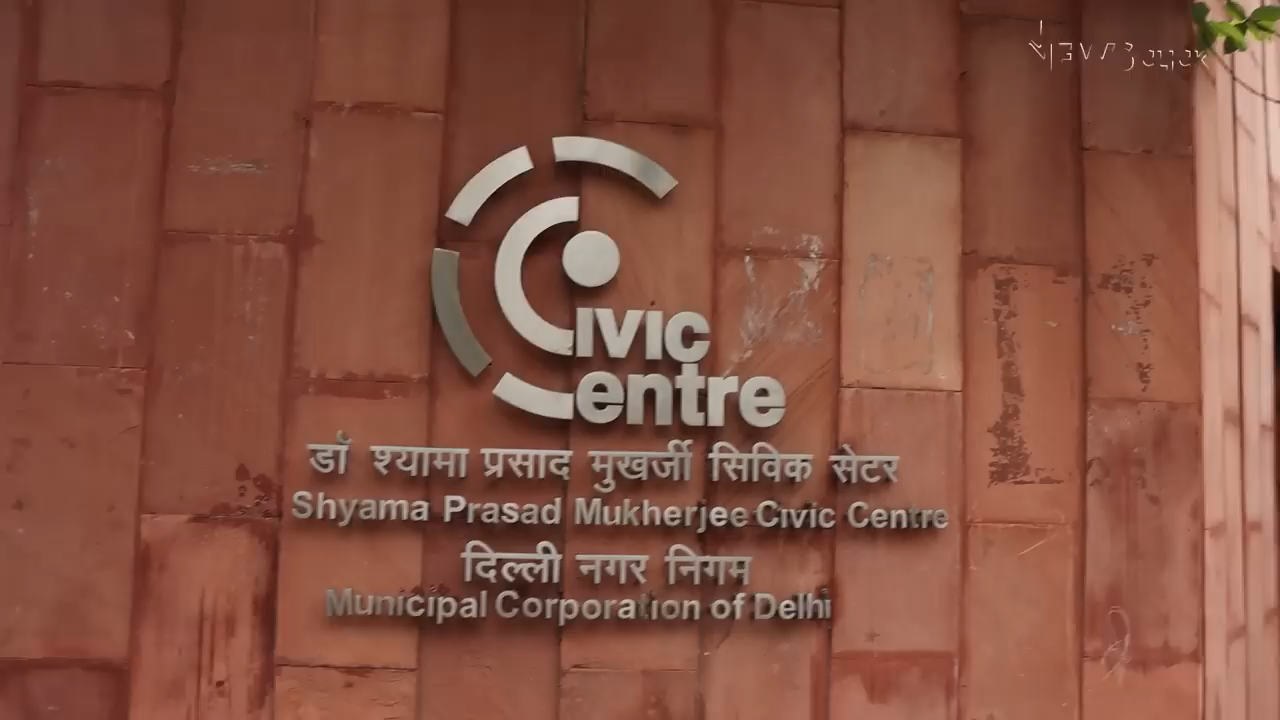 Civic
Centre
डॉ श्यामा प्रसाद मुखर्जी सिविक सेंटर
Shyama Prasad Mukherjee Civic Centre
दिल्ली नगर निगम
Municipal Corporation of Delhi